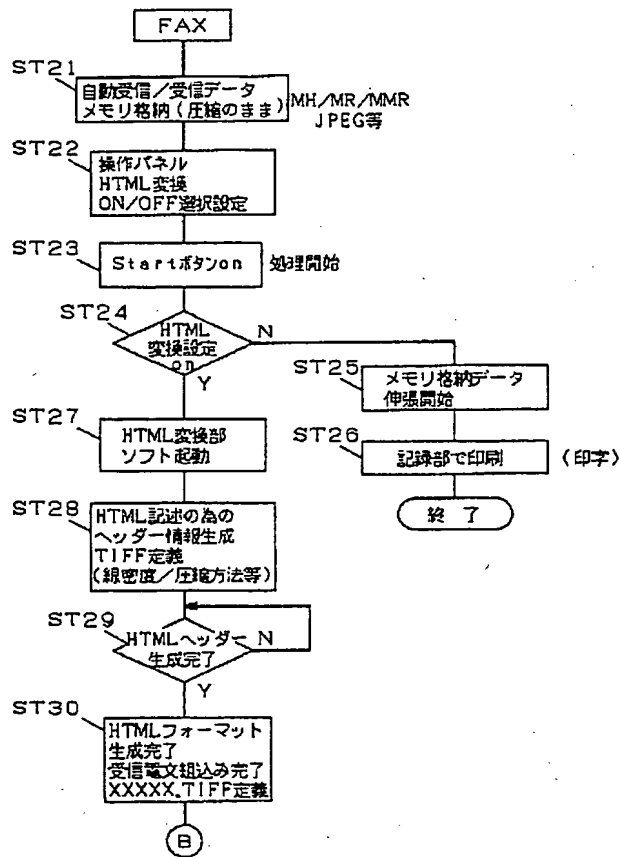 FAX
ST21
自動受信/受信データ
メモリ格納(圧縮のまま)
MH/MR/MMR
JPEG等
ST22
操作パネル
HTML変換
ON/OFF選択設定
ST23
Startボタンon
処理開始
ST24
HTML
変換設定
on
N
Y
ST25
メモリ格納データ
伸張開始
ST26
記録部で印刷
(印字)
終了
ST27
HTML変換部
ソフト起動
ST28
HTML記述の為の
ヘッダー情報生成
TIFF定義
(線密度/圧縮方法等)
ST29
HTMLヘッダー
生成完了
N
Y
ST30
HTMLフォーマット
生成完了
受信電文組込み完了
XXXXX.TIFF定義
B